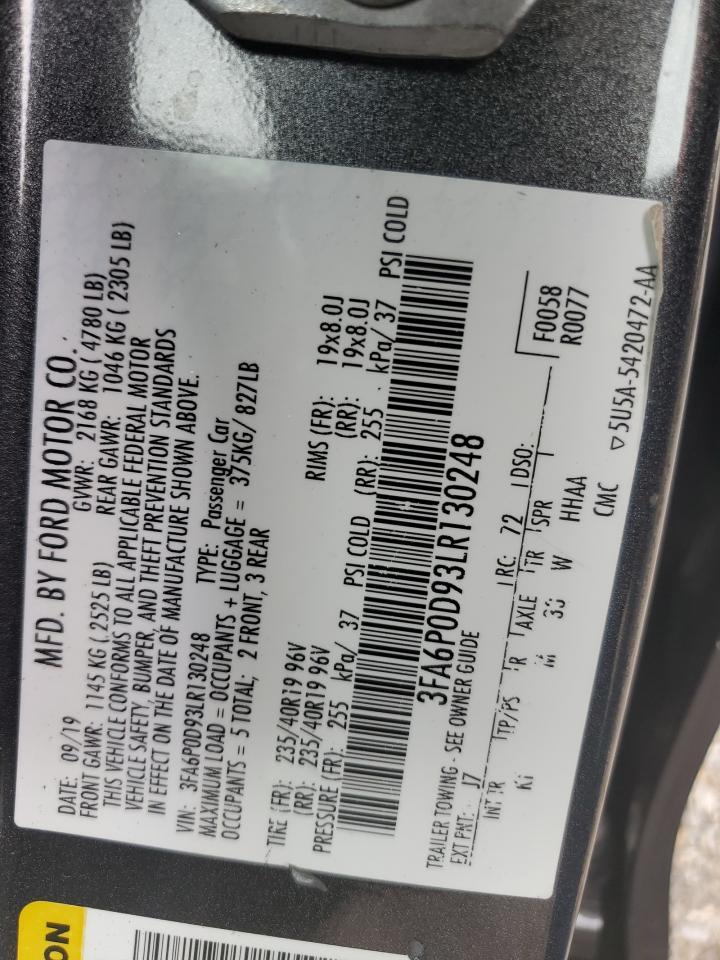 MFD. BY FORD MOTOR CO.
DATE: 09/19 GVWR: 2168 KG ( 4780 LB)
FRONT GAWR: 1145 KG ( 2525 LB) REAR GAWR: 1046 KG ( 2305 LB)
THIS VEHICLE CONFORMS TO ALL APPLICABLE FEDERAL MOTOR
VEHICLE SAFETY, BUMPER, AND THEFT PREVENTION STANDARDS
IN EFFECT ON THE DATE OF MANUFACTURE SHOWN ABOVE.
VIN: 3FA6P0D93LR130248 TYPE: Passenger Car
MAXIMUM LOAD = OCCUPANTS + LUGGAGE = 375KG/ 827LB
OCCUPANTS = 5 TOTAL; 2 FRONT, 3 REAR
TIRE (FR): 235/40R19 96V RIMS (FR): 19x8.0J
(RR): 235/40R19 96V (RR): 19x8.0J
PRESSURE (FR): 255 kPa/ 37 PSI COLD (RR): 255 kPa/ 37 PSI COLD
3FA6P0D93LR130248
TRAILER TOWING - SEE OWNER GUIDE
EXT PNT: J7 RC: 72 DSO: F0058
R0077
INT TR TP/PS R AXLE TR SPR
KI M 33 W HHAA
CMC
▽5U5A-5420472-AA
ON